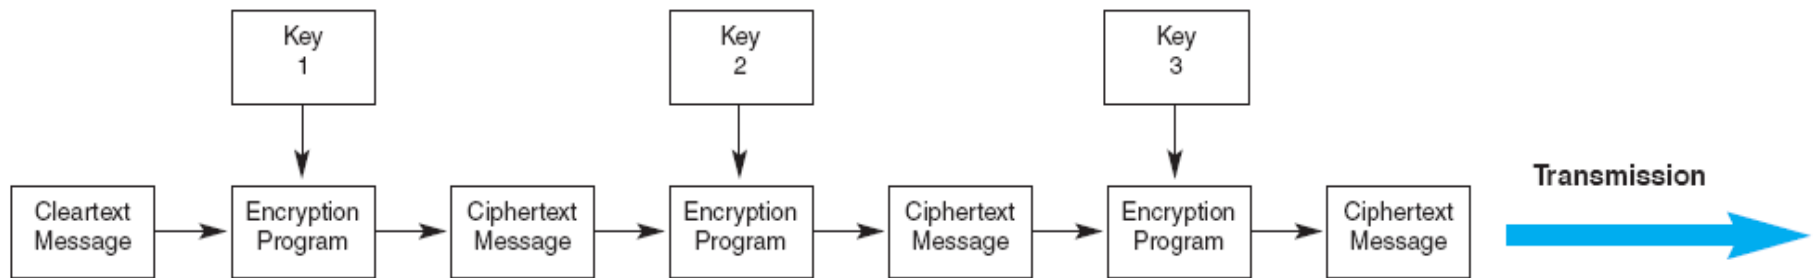 Key
1
Key
2
Key
3
Cleartext
Message
Encryption
Program
Ciphertext
Message
Encryption
Program
Ciphertext
Message
Encryption
Program
Ciphertext
Message
Transmission